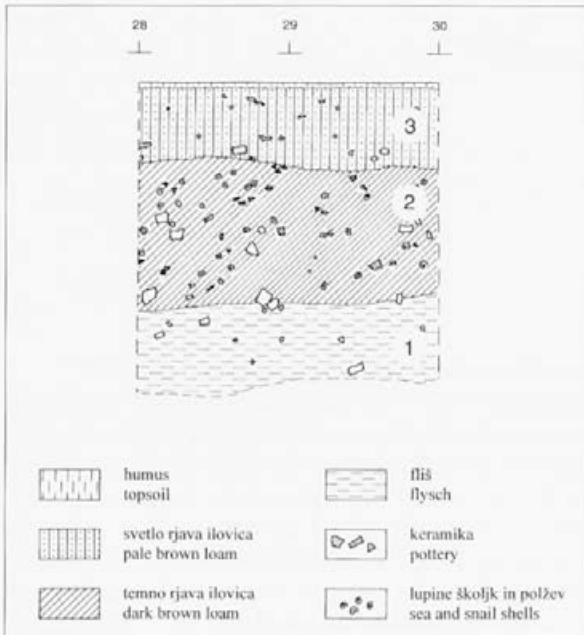 28 29 30
3
2
1
humus
topsoil
svetlo rjava ilovica
pale brown loam
temno rjava ilovica
dark brown loam
fliš
flysch
keramika
pottery
lupine školjk in polžev
sea and snail shells